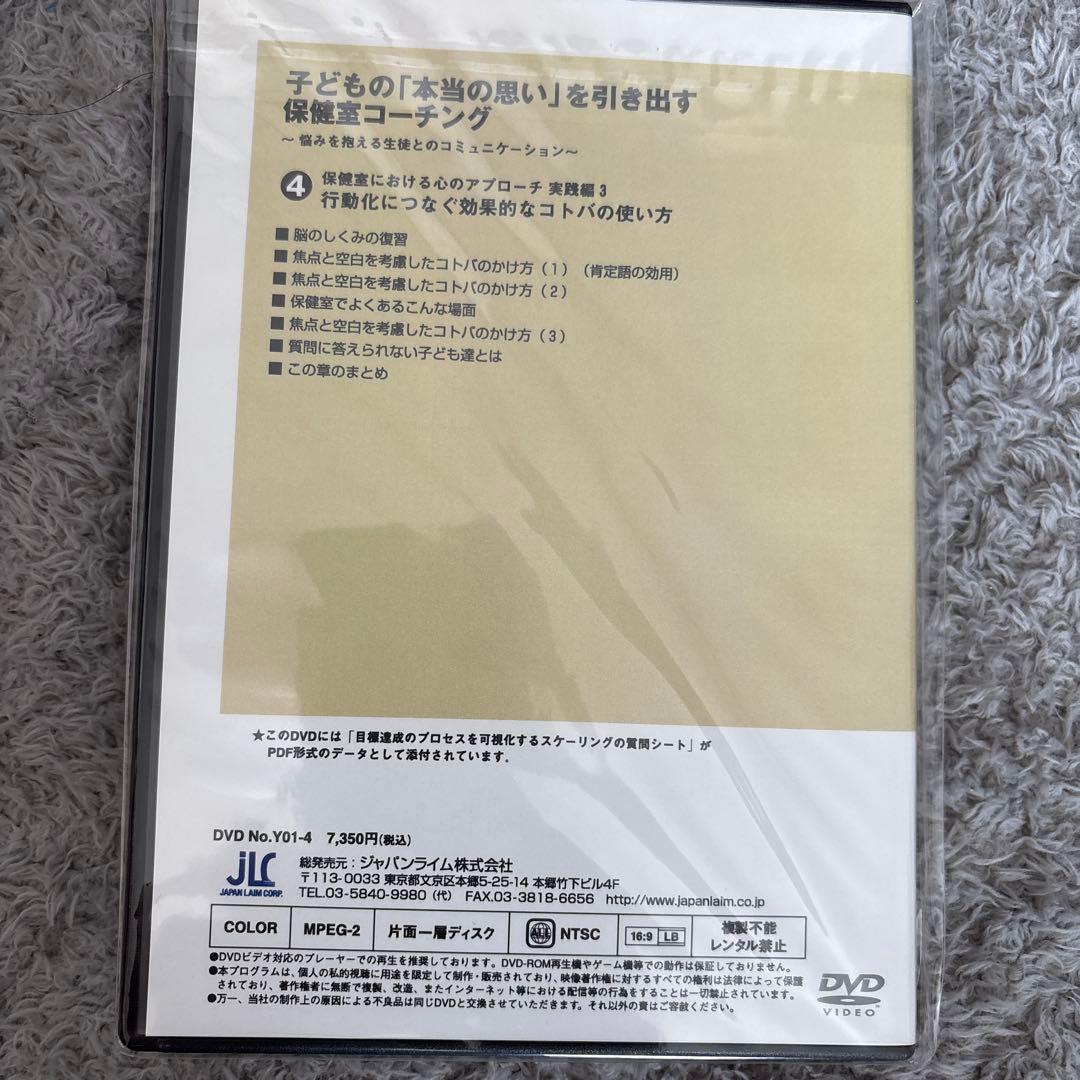 子どもの「本当の思い」を引き出す
保健室コーチング
～悩みを抱える生徒とのコミュニケーション～
4 保健室における心のアプローチ 実践編3
行動化につなぐ効果的なコトバの使い方
■ 脳のしくみの復習
■ 焦点と空白を考慮したコトバのかけ方（1）（肯定語の効用）
■ 焦点と空白を考慮したコトバのかけ方（2）
■ 保健室でよくあるこんな場面
■ 焦点と空白を考慮したコトバのかけ方（3）
■ 質問に答えられない子ども達とは
■ この章のまとめ
★このDVDには「目標達成のプロセスを可視化するスケーリングの質問シート」が
PDF形式のデータとして添付されています。
DVD No.Y01-4 7,350円(税込)
JLC
JAPAN LAIM CORP.
総発売元：ジャパンライム株式会社
〒113-0033 東京都文京区本郷5-25-14 本郷竹下ビル4F
TEL.03-5840-9980（代） FAX.03-3818-6656 http://www.japanlaim.co.jp
COLOR MPEG-2 片面一層ディスク ALL NTSC 16:9 LB 複製不能
レンタル禁止
●DVDビデオ対応のプレーヤーでの再生を推奨しております。DVD-ROM再生機やゲーム機等での動作は保証しておりません。
●本プログラムは、個人の私的視聴に用途を限定して制作・販売されており、映像著作権に対するすべての権利は法律によって保護
されており、著作権者に無断で複製、改造、またインターネット等における配信等の行為をすることは一切禁止されています。
●万一、当社の制作上の原因による不良品は同じDVDと交換させていただきます。それ以外の責はご容赦ください。
DVD
VIDEO